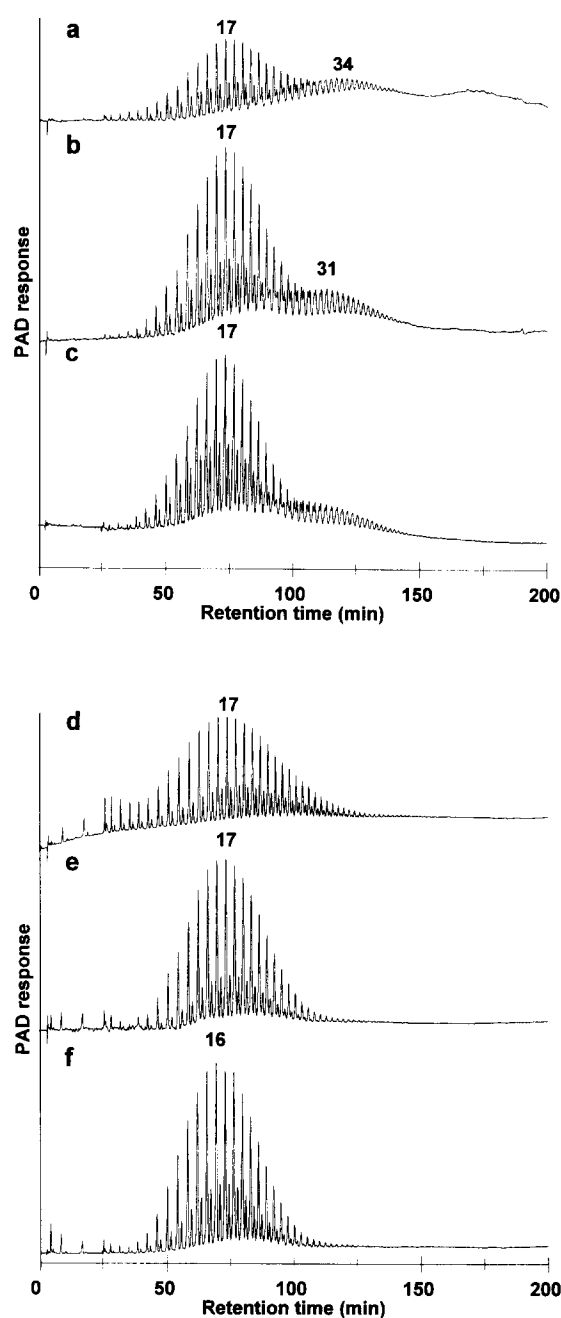 a
17
34
b
17
31
c
17
PAD response
0 50 100 150 200
Retention time (min)
d
17
e
17
f
16
PAD response
0 50 100 150 200
Retention time (min)